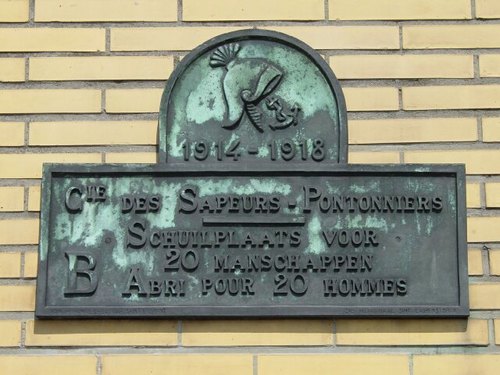 1914 - 1918
CIE DES SAPEURS - PONTONNIERS
SCHUILPLAATS VOOR
20 MANSCHAPPEN
B ABRI POUR 20 HOMMES